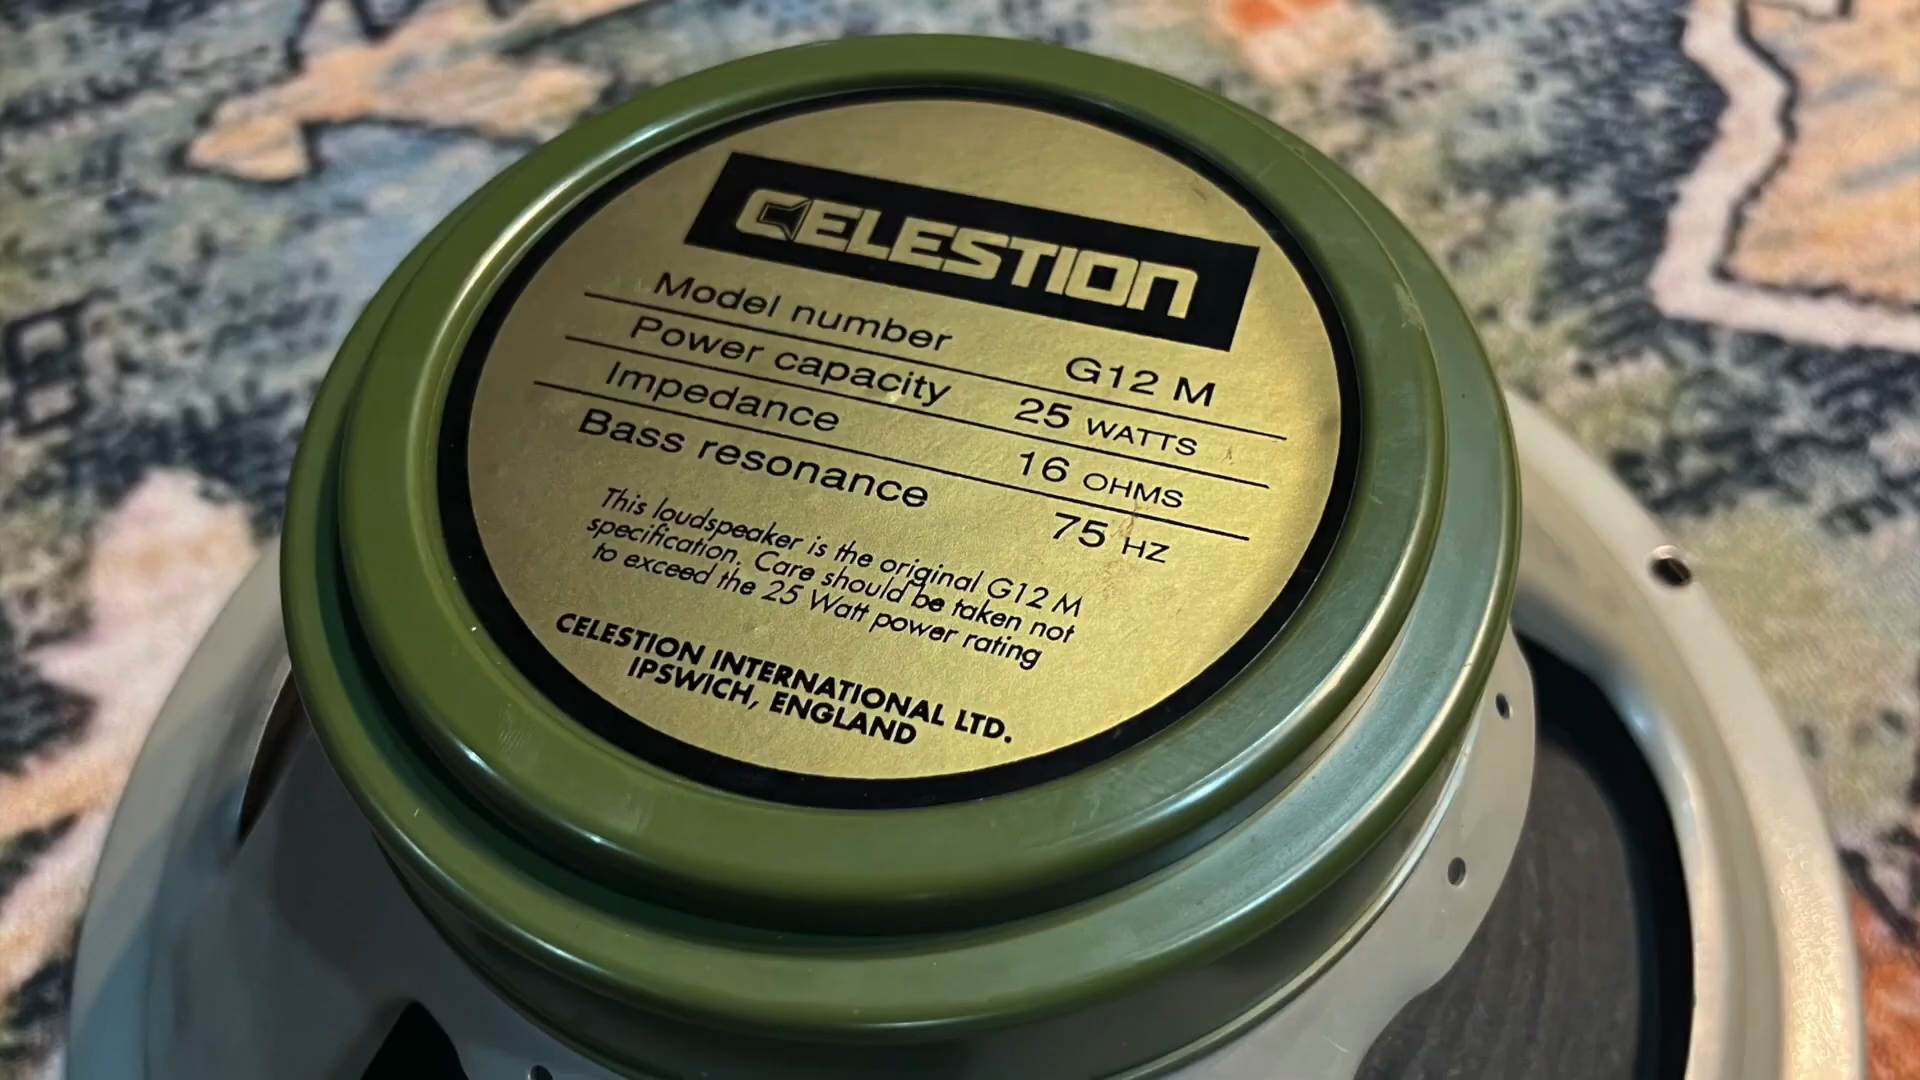 CELESTION
Model number G12 M
Power capacity 25 WATTS
Impedance 16 OHMS
Bass resonance 75 HZ
This loudspeaker is the original G12 M
specification. Care should be taken not
to exceed the 25 Watt power rating
CELESTION INTERNATIONAL LTD.
IPSWICH, ENGLAND